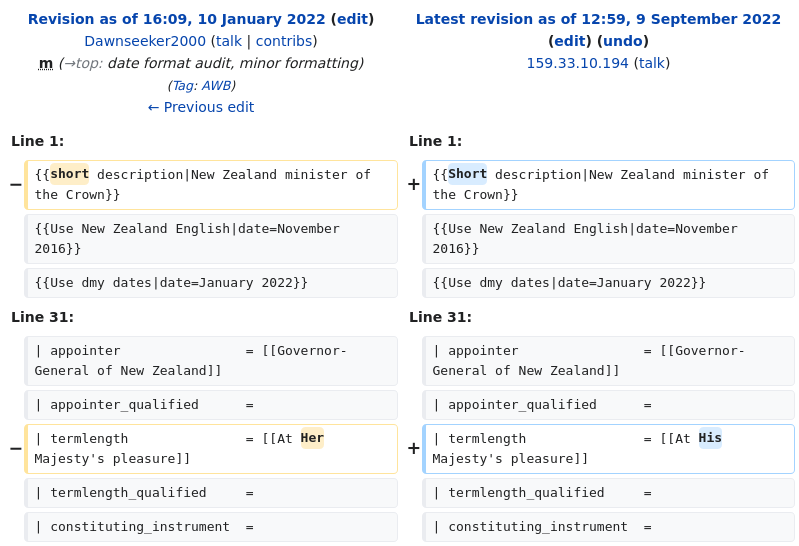 Revision as of 16:09, 10 January 2022 (edit)
Dawnseeker2000 (talk | contribs)
m (→top: date format audit, minor formatting)
(Tag: AWB)
← Previous edit
Latest revision as of 12:59, 9 September 2022
(edit) (undo)
159.33.10.194 (talk)
Line 1:
Line 1:
− {{short description|New Zealand minister of
the Crown}}
+ {{Short description|New Zealand minister of
the Crown}}
{{Use New Zealand English|date=November
2016}}
{{Use New Zealand English|date=November
2016}}
{{Use dmy dates|date=January 2022}}
{{Use dmy dates|date=January 2022}}
Line 31:
Line 31:
| appointer                = [[Governor-
General of New Zealand]]
| appointer                = [[Governor-
General of New Zealand]]
| appointer_qualified      =
| appointer_qualified      =
− | termlength               = [[At Her
Majesty's pleasure]]
+ | termlength               = [[At His
Majesty's pleasure]]
| termlength_qualified     =
| termlength_qualified     =
| constituting_instrument  =
| constituting_instrument  =